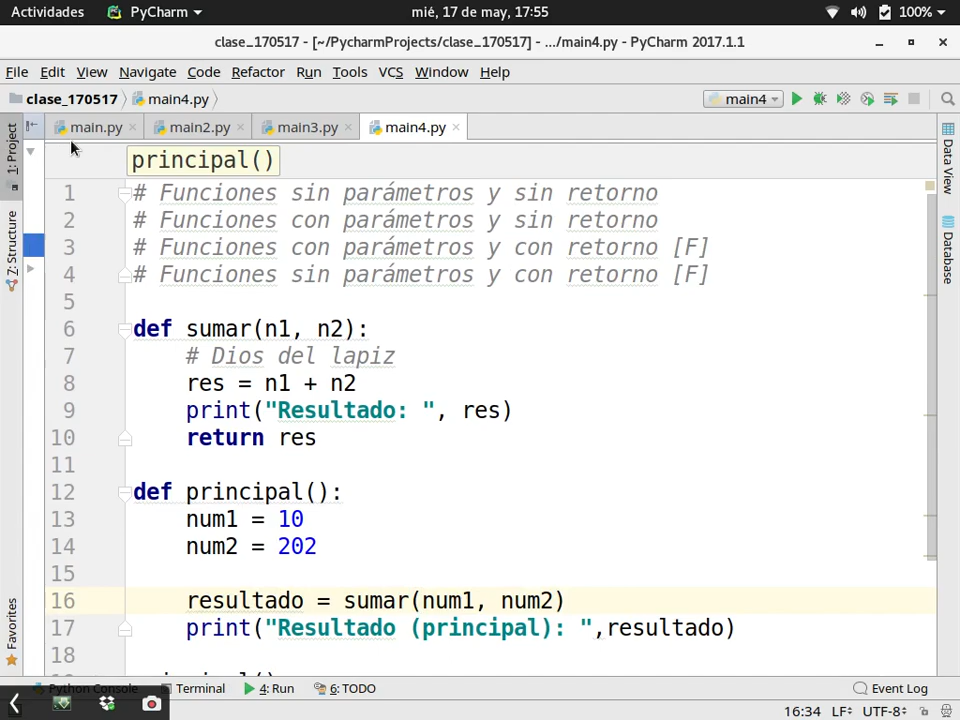 Actividades PyCharm mié, 17 de may, 17:55 100%
clase_170517 - [~/PycharmProjects/clase_170517] - .../main4.py - PyCharm 2017.1.1
File Edit View Navigate Code Refactor Run Tools VCS Window Help
clase_170517 main4.py main4
main.py main2.py main3.py main4.py
1: Project
7: Structure
Favorites
Data View
Database
principal()
1 # Funciones sin parámetros y sin retorno
2 # Funciones con parámetros y sin retorno
3 # Funciones con parámetros y con retorno [F]
4 # Funciones sin parámetros y con retorno [F]
5
6 def sumar(n1, n2):
7 # Dios del lapiz
8 res = n1 + n2
9 print("Resultado: ", res)
10 return res
11
12 def principal():
13 num1 = 10
14 num2 = 202
15
16 resultado = sumar(num1, num2)
17 print("Resultado (principal): ",resultado)
18
Python Console Terminal 4: Run 6: TODO Event Log
16:34 LF UTF-8